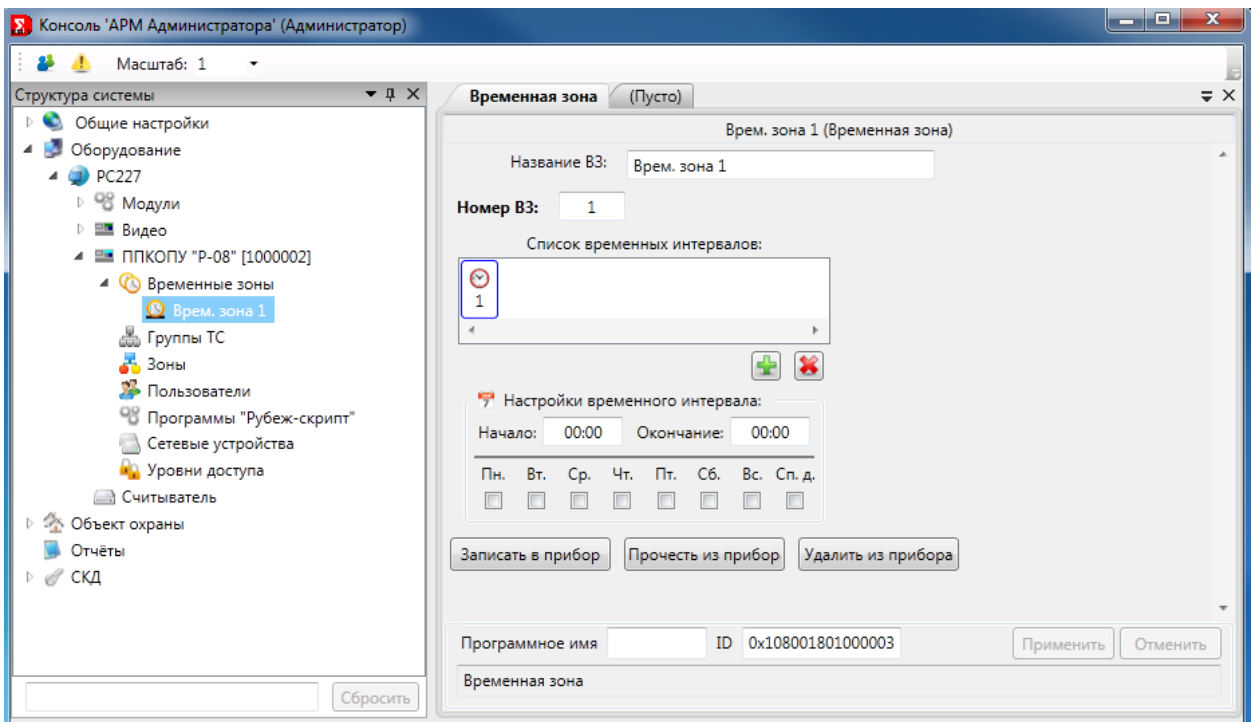 Консоль 'АРМ Администратора' (Администратор)
Масштаб: 1
Структура системы
Общие настройки
Оборудование
PC227
Модули
Видео
ППКОПУ "Р-08" [1000002]
Временные зоны
Врем. зона 1
Группы ТС
Зоны
Пользователи
Программы "Рубеж-скрипт"
Сетевые устройства
Уровни доступа
Считыватель
Объект охраны
Отчёты
СКД
Сбросить
Временная зона (Пусто)
Врем. зона 1 (Временная зона)
Название ВЗ: Врем. зона 1
Номер ВЗ: 1
Список временных интервалов:
1
Настройки временного интервала:
Начало: 00:00 Окончание: 00:00
Пн. Вт. Ср. Чт. Пт. Сб. Вс. Сп. д.
Записать в прибор Прочесть из прибор Удалить из прибора
Программное имя ID 0x108001801000003 Применить Отменить
Временная зона